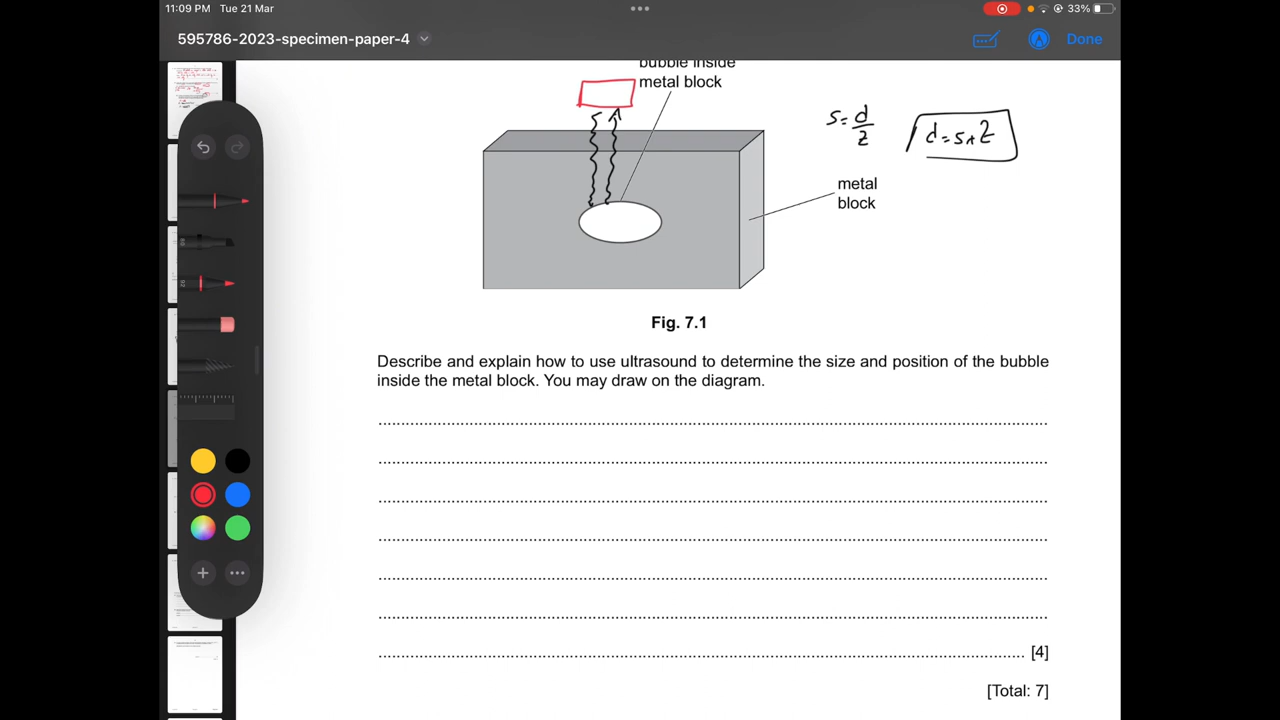 11:09 PM Tue 21 Mar
33%
595786-2023-specimen-paper-4
Done
bubble inside
metal block
s = d/2
d = s × 2
metal
block
Fig. 7.1
Describe and explain how to use ultrasound to determine the size and position of the bubble
inside the metal block. You may draw on the diagram.
[4]
[Total: 7]